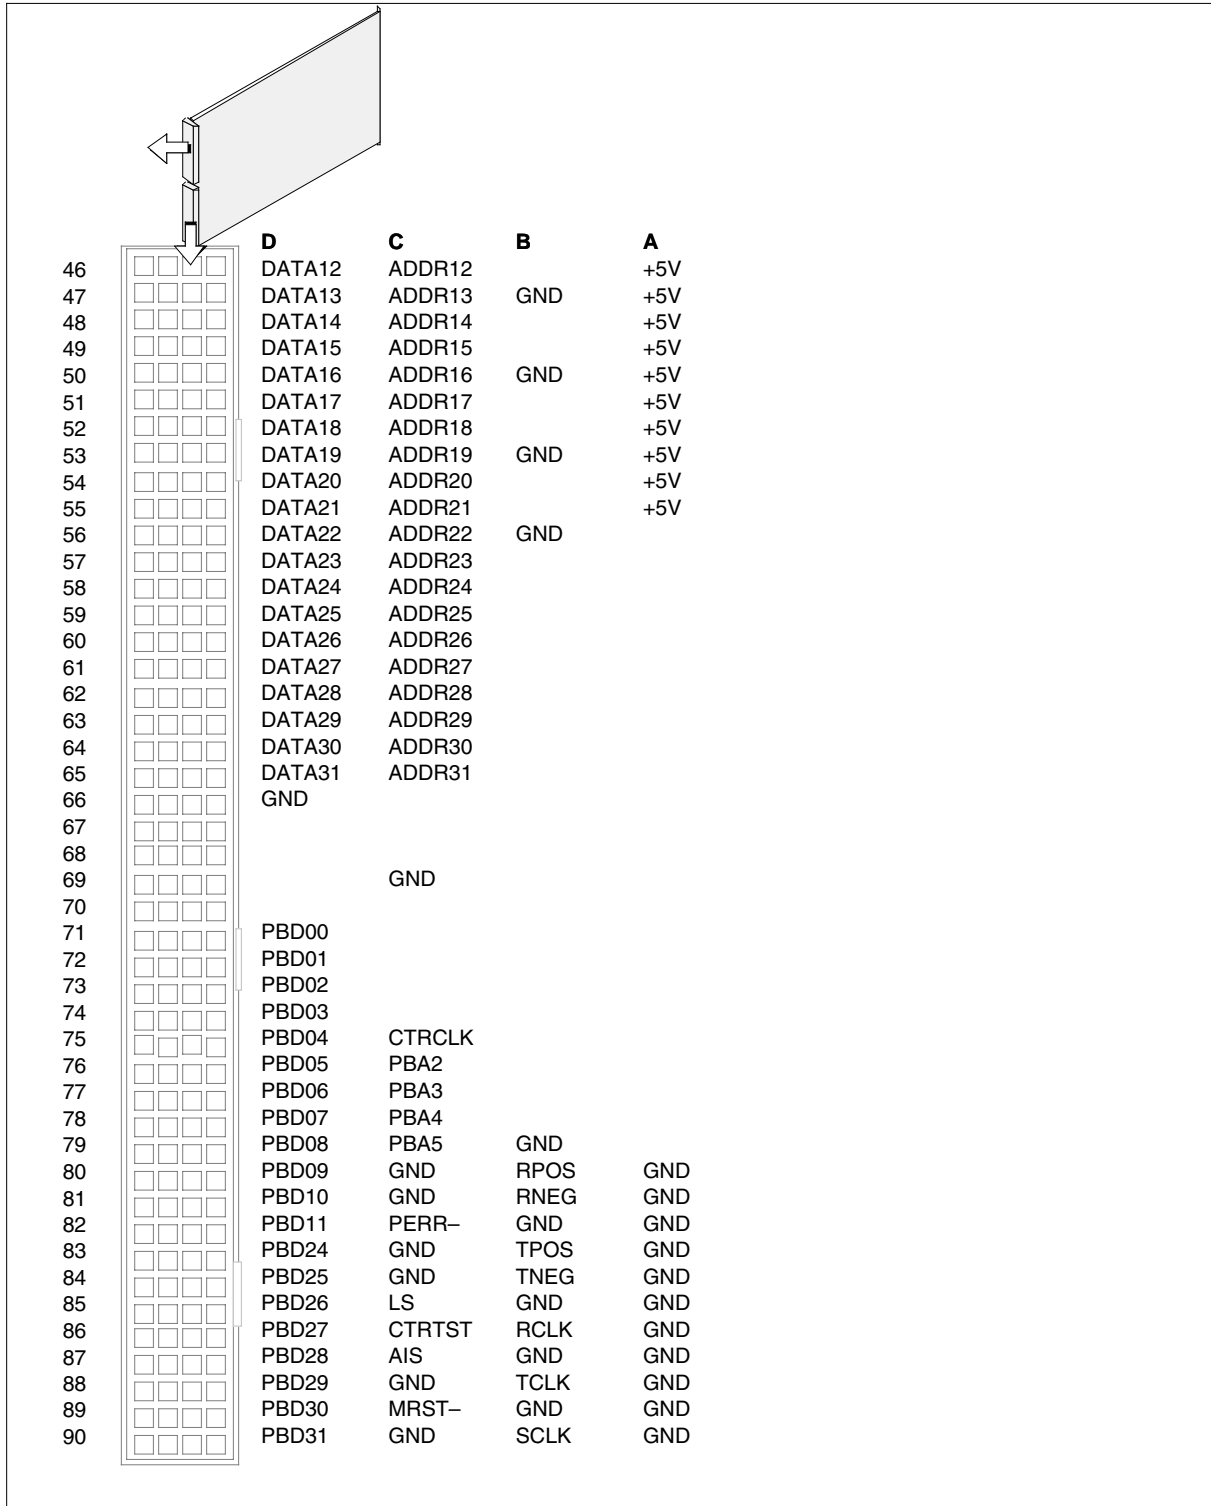 D C B A
46 DATA12 ADDR12 +5V
47 DATA13 ADDR13 GND +5V
48 DATA14 ADDR14 +5V
49 DATA15 ADDR15 +5V
50 DATA16 ADDR16 GND +5V
51 DATA17 ADDR17 +5V
52 DATA18 ADDR18 +5V
53 DATA19 ADDR19 GND +5V
54 DATA20 ADDR20 +5V
55 DATA21 ADDR21 +5V
56 DATA22 ADDR22 GND
57 DATA23 ADDR23
58 DATA24 ADDR24
59 DATA25 ADDR25
60 DATA26 ADDR26
61 DATA27 ADDR27
62 DATA28 ADDR28
63 DATA29 ADDR29
64 DATA30 ADDR30
65 DATA31 ADDR31
66 GND
67
68
69 GND
70
71 PBD00
72 PBD01
73 PBD02
74 PBD03
75 PBD04 CTRCLK
76 PBD05 PBA2
77 PBD06 PBA3
78 PBD07 PBA4
79 PBD08 PBA5 GND
80 PBD09 GND RPOS GND
81 PBD10 GND RNEG GND
82 PBD11 PERR– GND GND
83 PBD24 GND TPOS GND
84 PBD25 GND TNEG GND
85 PBD26 LS GND GND
86 PBD27 CTRTST RCLK GND
87 PBD28 AIS GND GND
88 PBD29 GND TCLK GND
89 PBD30 MRST– GND GND
90 PBD31 GND SCLK GND